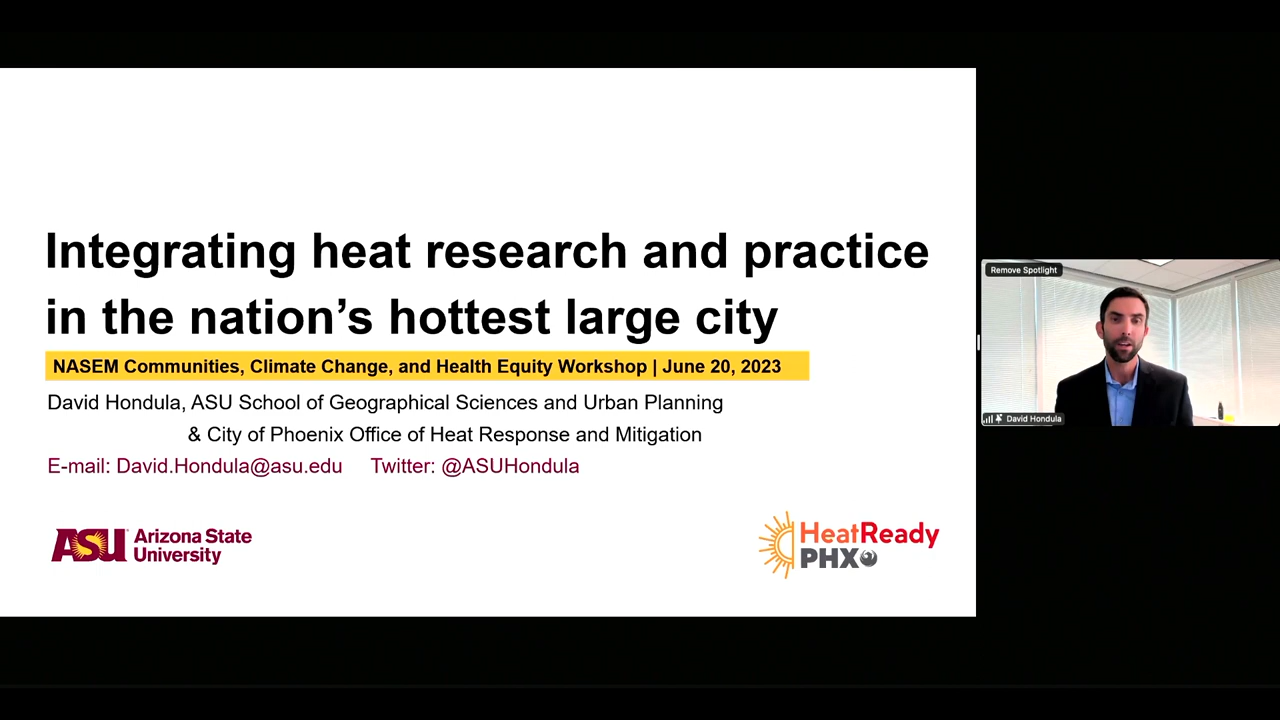 Integrating heat research and practice
in the nation’s hottest large city
NASEM Communities, Climate Change, and Health Equity Workshop | June 20, 2023
David Hondula, ASU School of Geographical Sciences and Urban Planning
& City of Phoenix Office of Heat Response and Mitigation
E-mail: David.Hondula@asu.edu Twitter: @ASUHondula
ASU Arizona State
University
HeatReady
PHX
Remove Spotlight
David Hondula